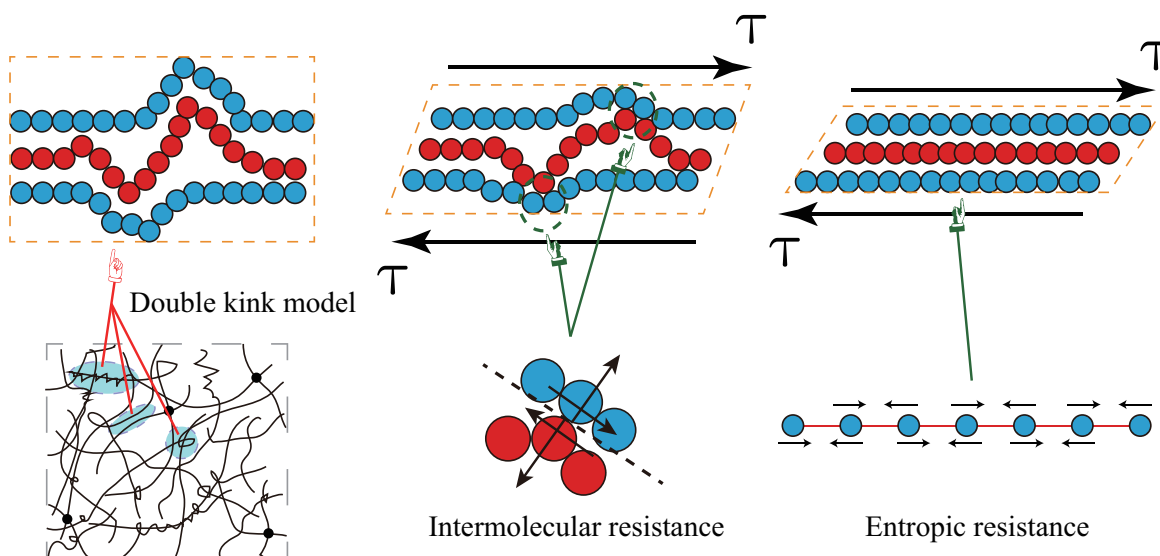 τ
τ
τ
τ
Double kink model
Intermolecular resistance
Entropic resistance